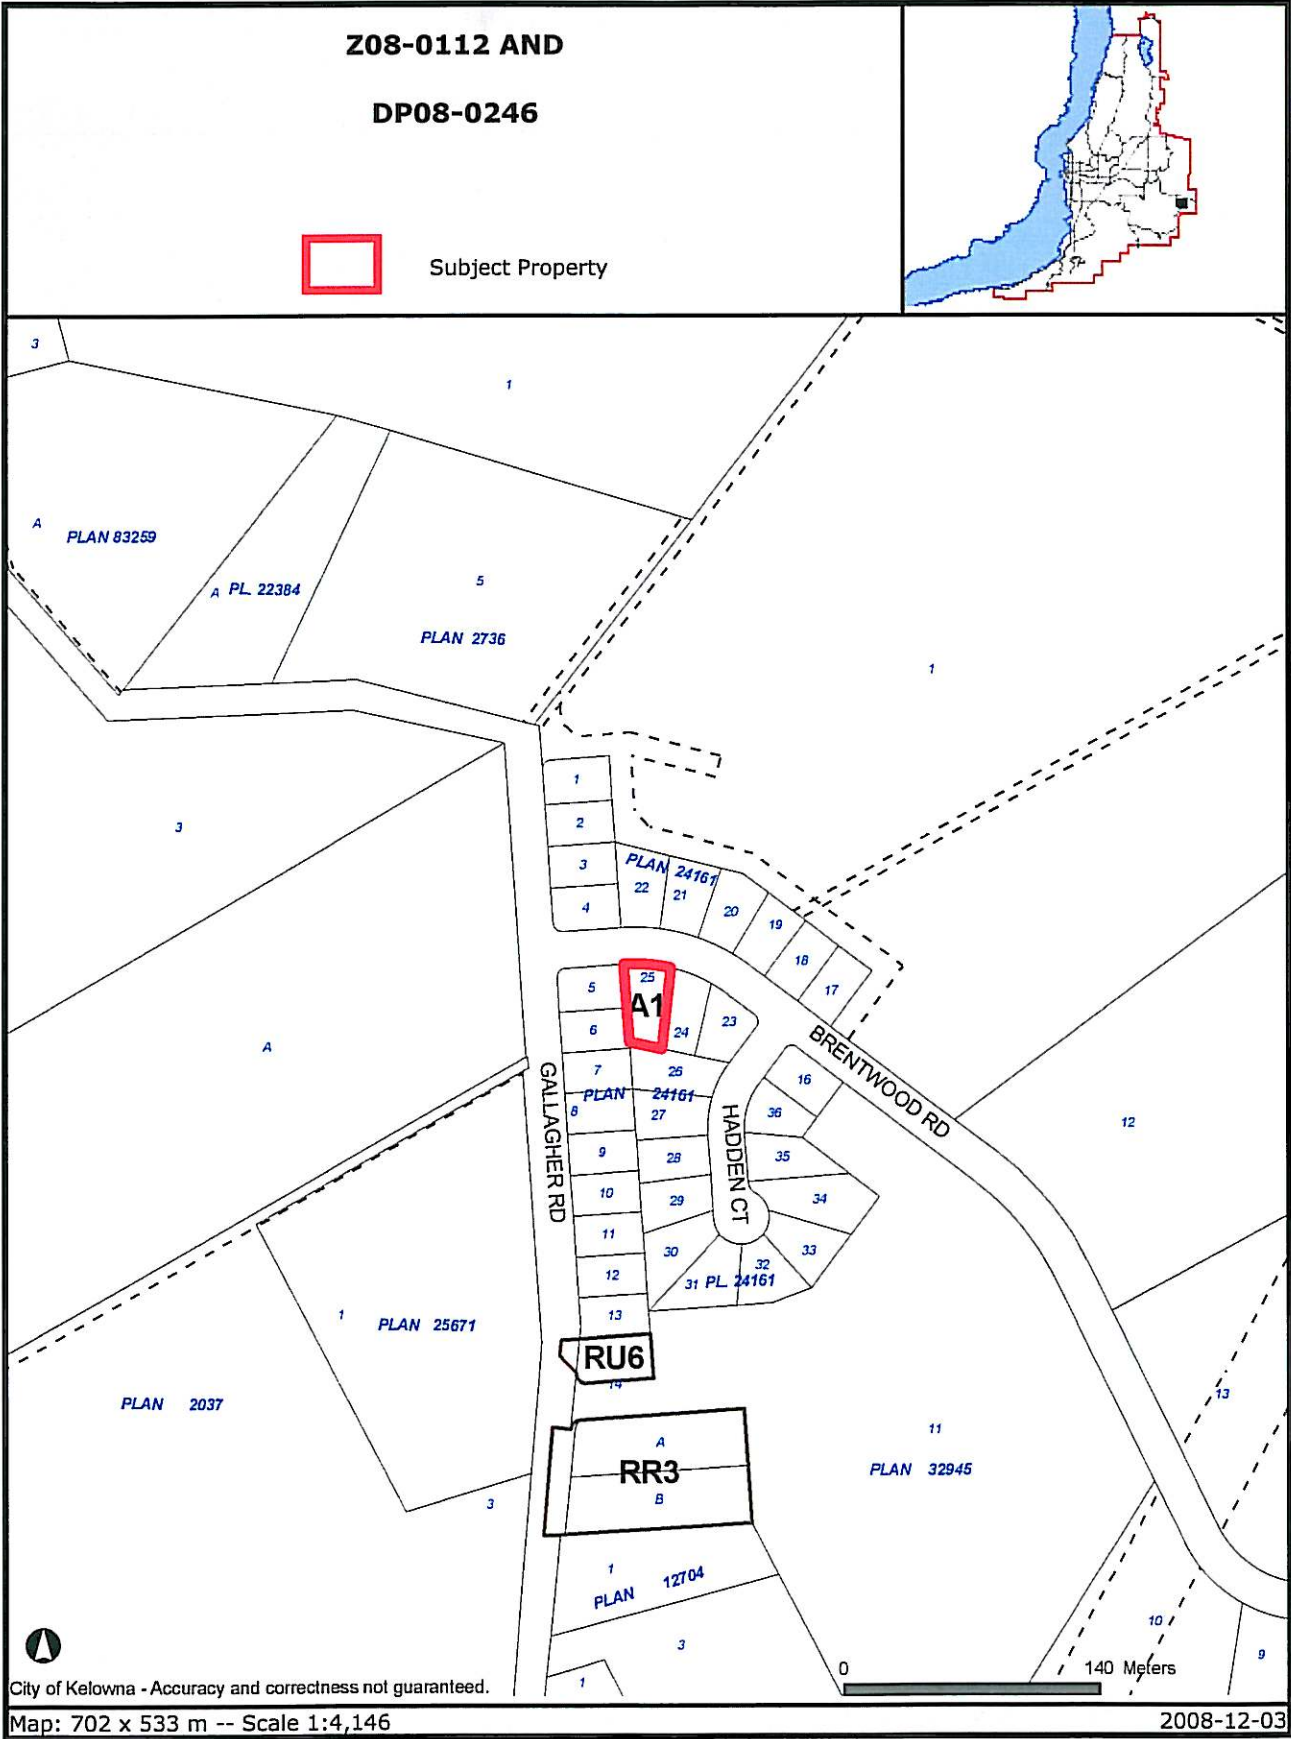 Z08-0112 AND
DP08-0246
Subject Property
3
1
A
PLAN 83259
A PL. 22384
5
PLAN 2736
1
1
3
2
3
PLAN 24161
22
21
4
20
19
18
17
25
5
A1
6
24
23
BRENTWOOD RD
A
GALLAGHER RD
7
26
16
PLAN 24161
8
27
HADDEN CT
36
12
9
28
35
10
29
34
11
30
33
12
32
31 PL. 24161
13
1
PLAN 25671
RU6
14
13
PLAN 2037
A
11
RR3
PLAN 32945
B
3
1
PLAN 12704
3
10
9
1
0
140 Meters
City of Kelowna - Accuracy and correctness not guaranteed.
Map: 702 x 533 m -- Scale 1:4,146
2008-12-03